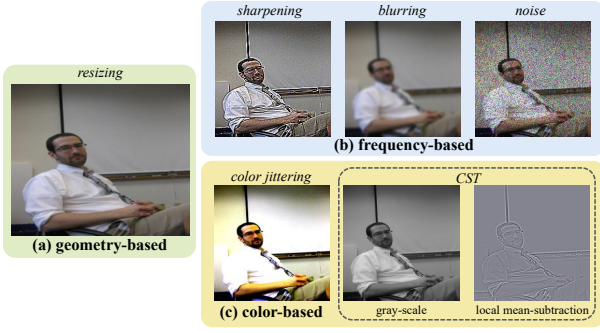 resizing
(a) geometry-based
sharpening
blurring
noise
(b) frequency-based
color jittering
CST
gray-scale
local mean-subtraction
(c) color-based